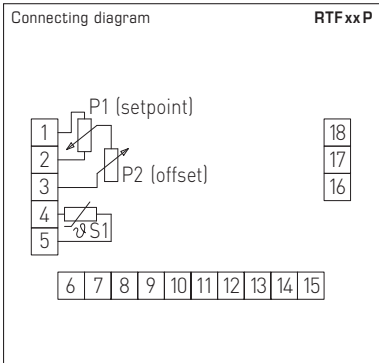 Connecting diagram RTFxxP
P1 (setpoint)
1 18
2 17
P2 (offset)
3 16
4
ϑ S1
5
6 7 8 9 10 11 12 13 14 15